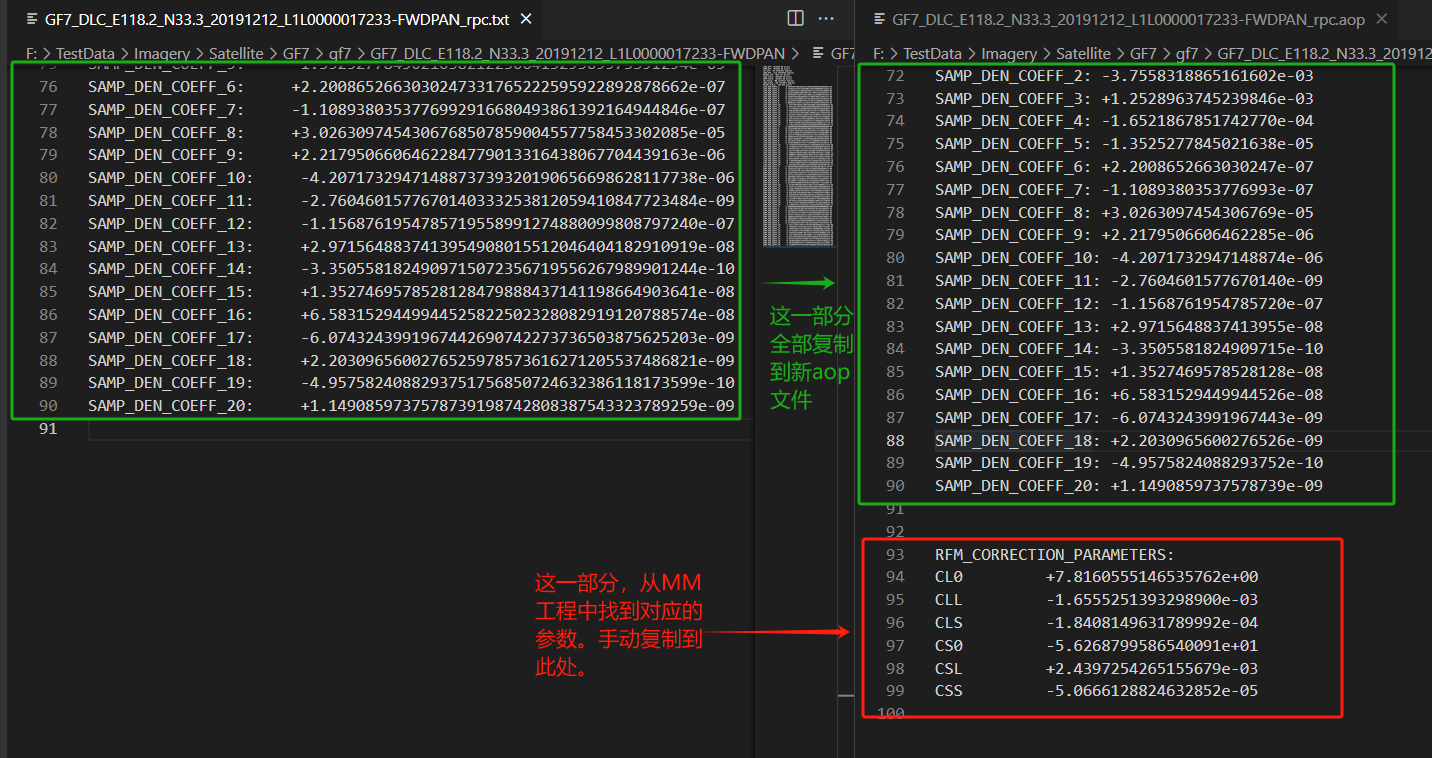 GF7_DLC_E118.2_N33.3_20191212_L1L0000017233-FWDPAN_rpc.txt
F: > TestData > Imagery > Satellite > GF7 > gf7 > GF7_DLC_E118.2_N33.3_20191212_L1L0000017233-FWDPAN > GF7
76 SAMP_DEN_COEFF_6: +2.2008652663030247331765222595922892878662e-07
77 SAMP_DEN_COEFF_7: -1.1089380353776992916680493861392164944846e-07
78 SAMP_DEN_COEFF_8: +3.0263097454306768507859004557758453302085e-05
79 SAMP_DEN_COEFF_9: +2.2179506606462284779013316438067704439163e-06
80 SAMP_DEN_COEFF_10: -4.2071732947148873739320190656698628117738e-06
81 SAMP_DEN_COEFF_11: -2.7604601577670140333253812059410847723484e-09
82 SAMP_DEN_COEFF_12: -1.1568761954785719558991274880099808797240e-07
83 SAMP_DEN_COEFF_13: +2.9715648837413954908015512046404182910919e-08
84 SAMP_DEN_COEFF_14: -3.3505581824909715072356719556267989901244e-10
85 SAMP_DEN_COEFF_15: +1.3527469578528128479888437141198664903641e-08
86 SAMP_DEN_COEFF_16: +6.5831529449944525822502328082919120788574e-08
87 SAMP_DEN_COEFF_17: -6.0743243991967442690742273736503875625203e-09
88 SAMP_DEN_COEFF_18: +2.2030965600276525978573616271205537486821e-09
89 SAMP_DEN_COEFF_19: -4.9575824088293751756850724632386118173599e-10
90 SAMP_DEN_COEFF_20: +1.1490859737578739198742808387543323789259e-09
91
这一部分
全部复制
到新aop
文件
这一部分，从MM
工程中找到对应的
参数。手动复制到
此处。
GF7_DLC_E118.2_N33.3_20191212_L1L0000017233-FWDPAN_rpc.aop
F: > TestData > Imagery > Satellite > GF7 > gf7 > GF7_DLC_E118.2_N33.3_201912
72 SAMP_DEN_COEFF_2: -3.7558318865161602e-03
73 SAMP_DEN_COEFF_3: +1.2528963745239846e-03
74 SAMP_DEN_COEFF_4: -1.6521867851742770e-04
75 SAMP_DEN_COEFF_5: -1.3525277845021638e-05
76 SAMP_DEN_COEFF_6: +2.2008652663030247e-07
77 SAMP_DEN_COEFF_7: -1.1089380353776993e-07
78 SAMP_DEN_COEFF_8: +3.0263097454306769e-05
79 SAMP_DEN_COEFF_9: +2.2179506606462285e-06
80 SAMP_DEN_COEFF_10: -4.2071732947148874e-06
81 SAMP_DEN_COEFF_11: -2.7604601577670140e-09
82 SAMP_DEN_COEFF_12: -1.1568761954785720e-07
83 SAMP_DEN_COEFF_13: +2.9715648837413955e-08
84 SAMP_DEN_COEFF_14: -3.3505581824909715e-10
85 SAMP_DEN_COEFF_15: +1.3527469578528128e-08
86 SAMP_DEN_COEFF_16: +6.5831529449944526e-08
87 SAMP_DEN_COEFF_17: -6.0743243991967443e-09
88 SAMP_DEN_COEFF_18: +2.2030965600276526e-09
89 SAMP_DEN_COEFF_19: -4.9575824088293752e-10
90 SAMP_DEN_COEFF_20: +1.1490859737578739e-09
91
92
93 RFM_CORRECTION_PARAMETERS:
94 CL0 +7.8160555146535762e+00
95 CLL -1.6555251393298900e-03
96 CLS -1.8408149631789992e-04
97 CS0 -5.6268799586540091e+01
98 CSL +2.4397254265155679e-03
99 CSS -5.0666128824632852e-05
100